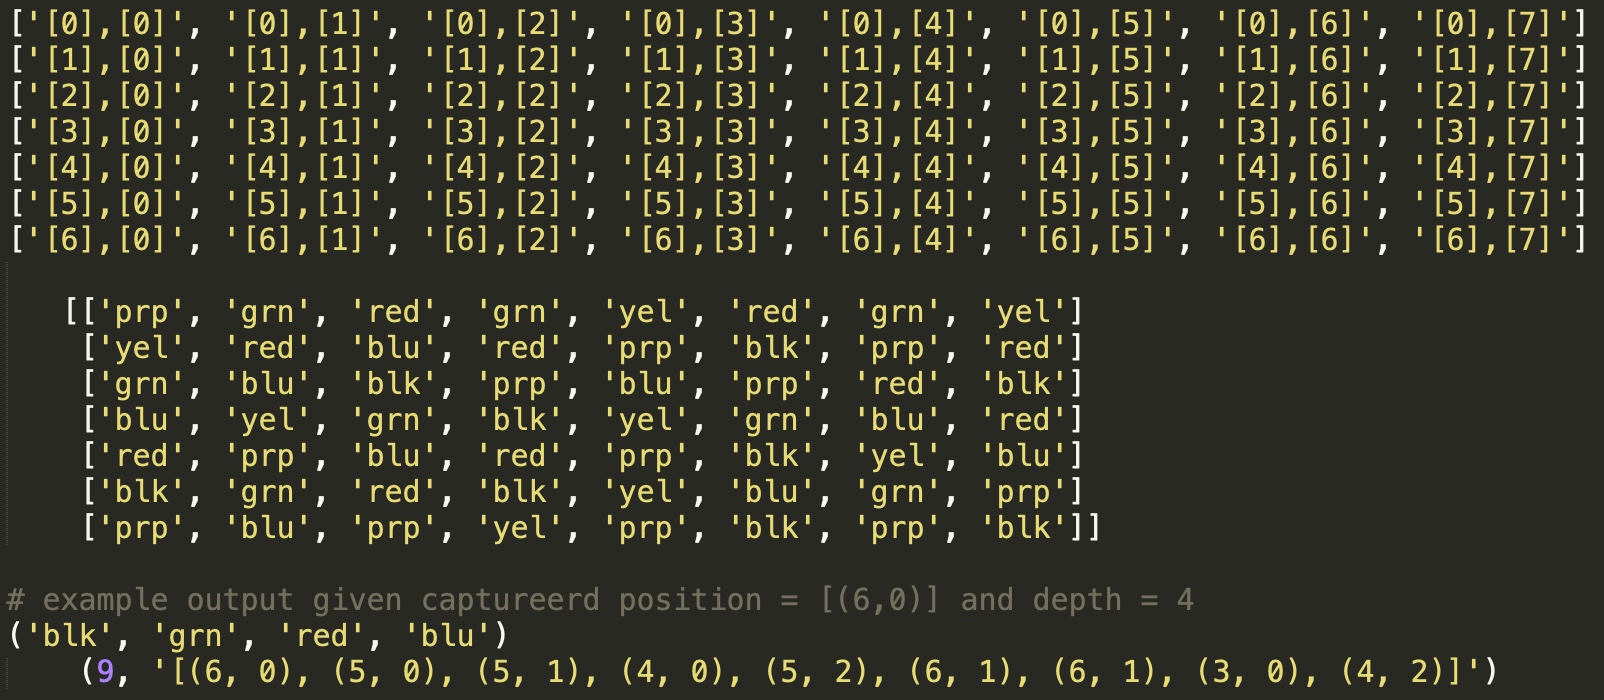 ['[0],[0]', '[0],[1]', '[0],[2]', '[0],[3]', '[0],[4]', '[0],[5]', '[0],[6]', '[0],[7]']
['[1],[0]', '[1],[1]', '[1],[2]', '[1],[3]', '[1],[4]', '[1],[5]', '[1],[6]', '[1],[7]']
['[2],[0]', '[2],[1]', '[2],[2]', '[2],[3]', '[2],[4]', '[2],[5]', '[2],[6]', '[2],[7]']
['[3],[0]', '[3],[1]', '[3],[2]', '[3],[3]', '[3],[4]', '[3],[5]', '[3],[6]', '[3],[7]']
['[4],[0]', '[4],[1]', '[4],[2]', '[4],[3]', '[4],[4]', '[4],[5]', '[4],[6]', '[4],[7]']
['[5],[0]', '[5],[1]', '[5],[2]', '[5],[3]', '[5],[4]', '[5],[5]', '[5],[6]', '[5],[7]']
['[6],[0]', '[6],[1]', '[6],[2]', '[6],[3]', '[6],[4]', '[6],[5]', '[6],[6]', '[6],[7]']
[['prp', 'grn', 'red', 'grn', 'yel', 'red', 'grn', 'yel']
['yel', 'red', 'blu', 'red', 'prp', 'blk', 'prp', 'red']
['grn', 'blu', 'blk', 'prp', 'blu', 'prp', 'red', 'blk']
['blu', 'yel', 'grn', 'blk', 'yel', 'grn', 'blu', 'red']
['red', 'prp', 'blu', 'red', 'prp', 'blk', 'yel', 'blu']
['blk', 'grn', 'red', 'blk', 'yel', 'blu', 'grn', 'prp']
['prp', 'blu', 'prp', 'yel', 'prp', 'blk', 'prp', 'blk']]
# example output given captureerd position = [(6,0)] and depth = 4
('blk', 'grn', 'red', 'blu')
(9, '[(6, 0), (5, 0), (5, 1), (4, 0), (5, 2), (6, 1), (6, 1), (3, 0), (4, 2)]')